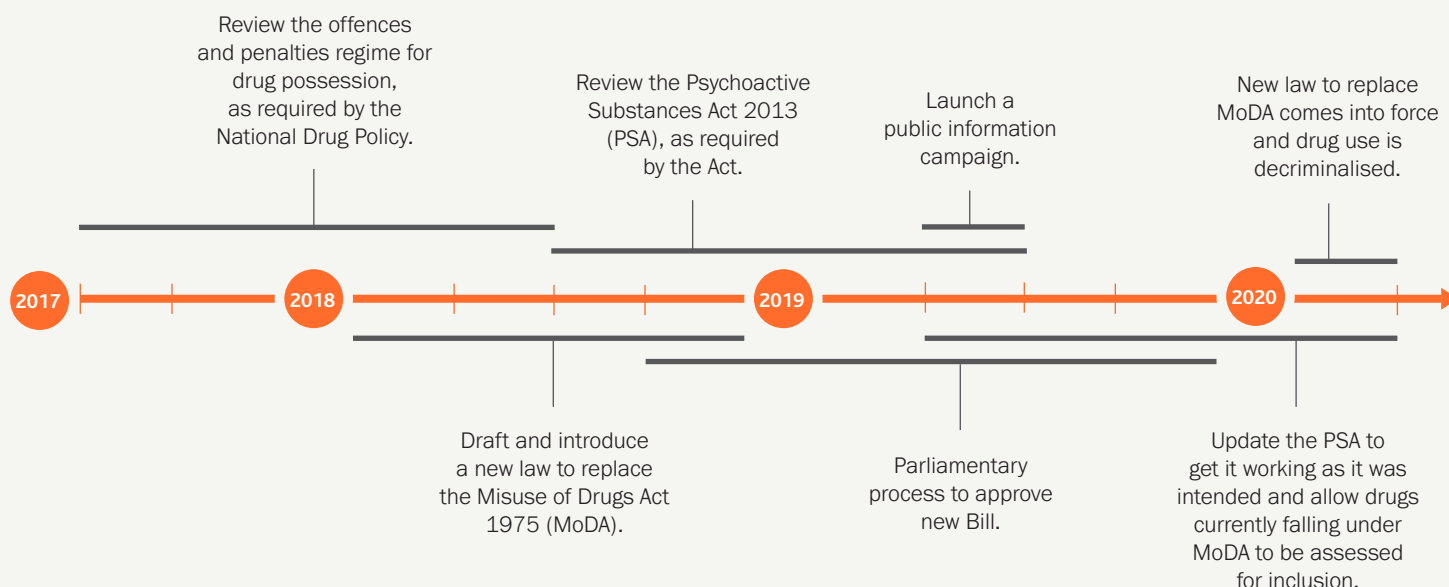 Review the offences
and penalties regime for
drug possession,
as required by the
National Drug Policy.
Review the Psychoactive
Substances Act 2013
(PSA), as required
by the Act.
Launch a
public information
campaign.
New law to replace
MoDA comes into force
and drug use is
decriminalised.
2017
2018
2019
2020
Draft and introduce
a new law to replace
the Misuse of Drugs Act
1975 (MoDA).
Parliamentary
process to approve
new Bill.
Update the PSA to
get it working as it was
intended and allow drugs
currently falling under
MoDA to be assessed
for inclusion.